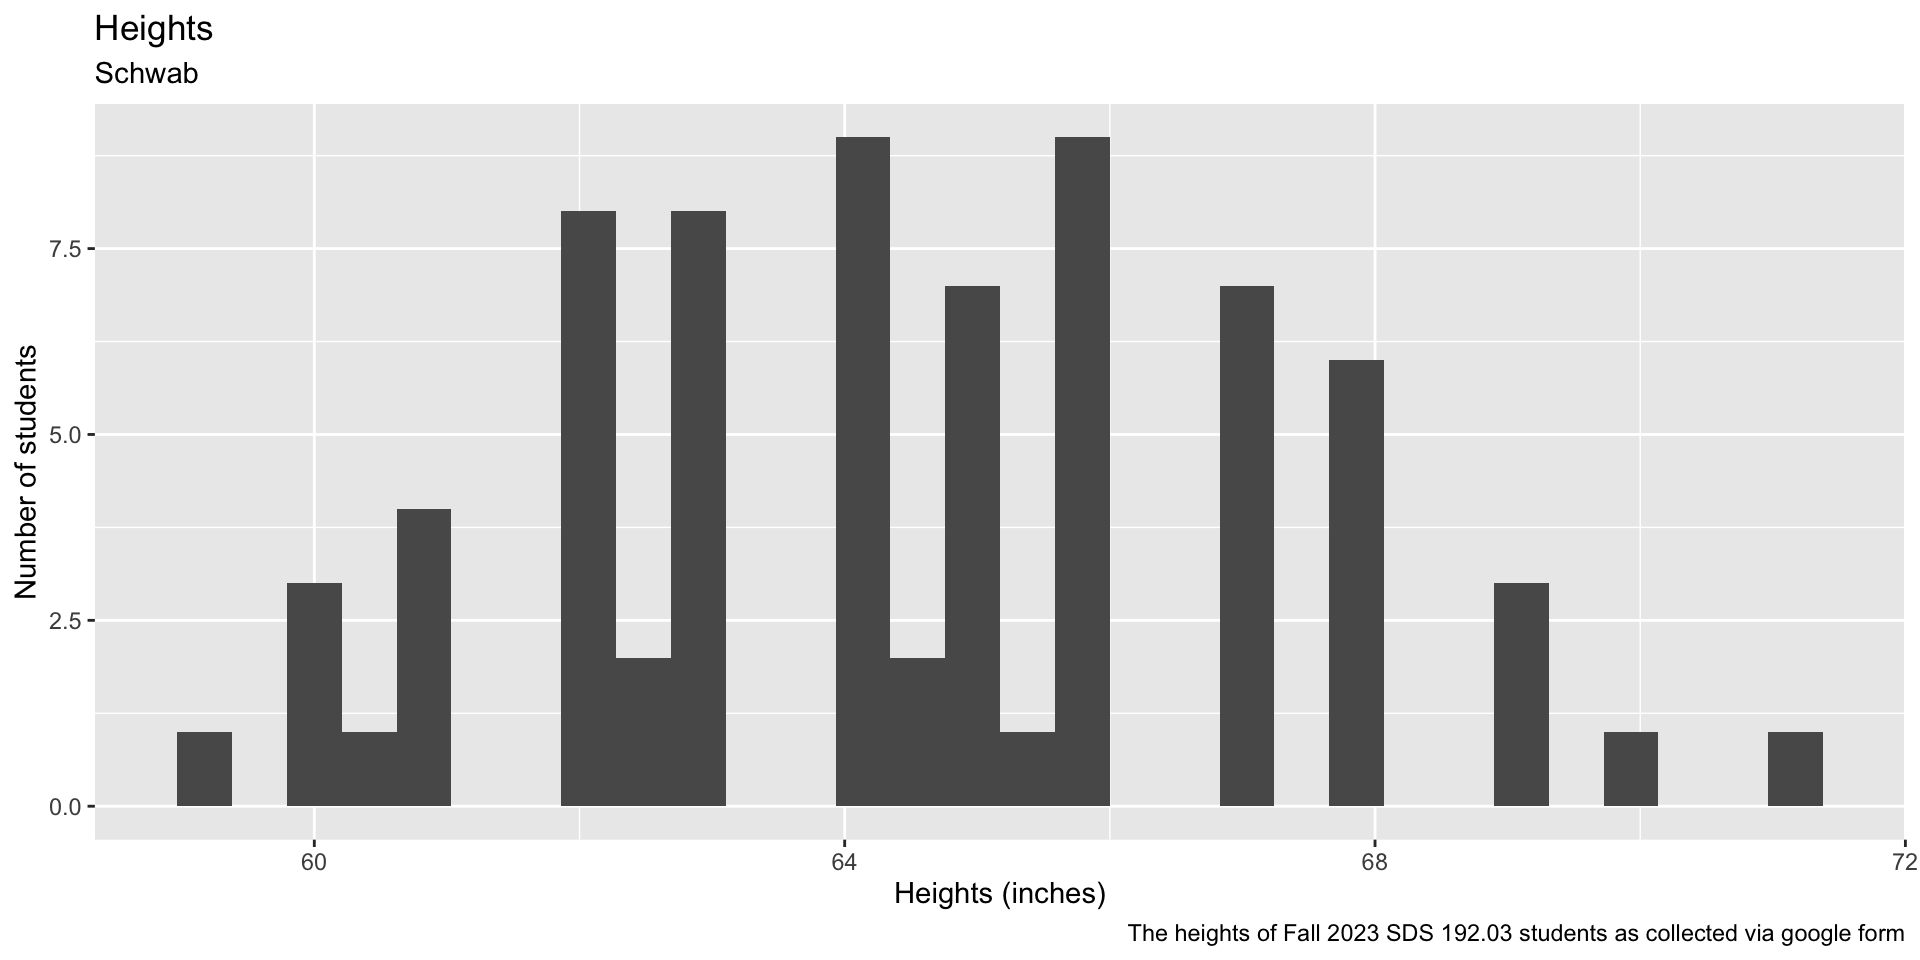 Heights
Schwab
7.5
5.0
2.5
0.0
Number of students
60 64 68 72
Heights (inches)
The heights of Fall 2023 SDS 192.03 students as collected via google form